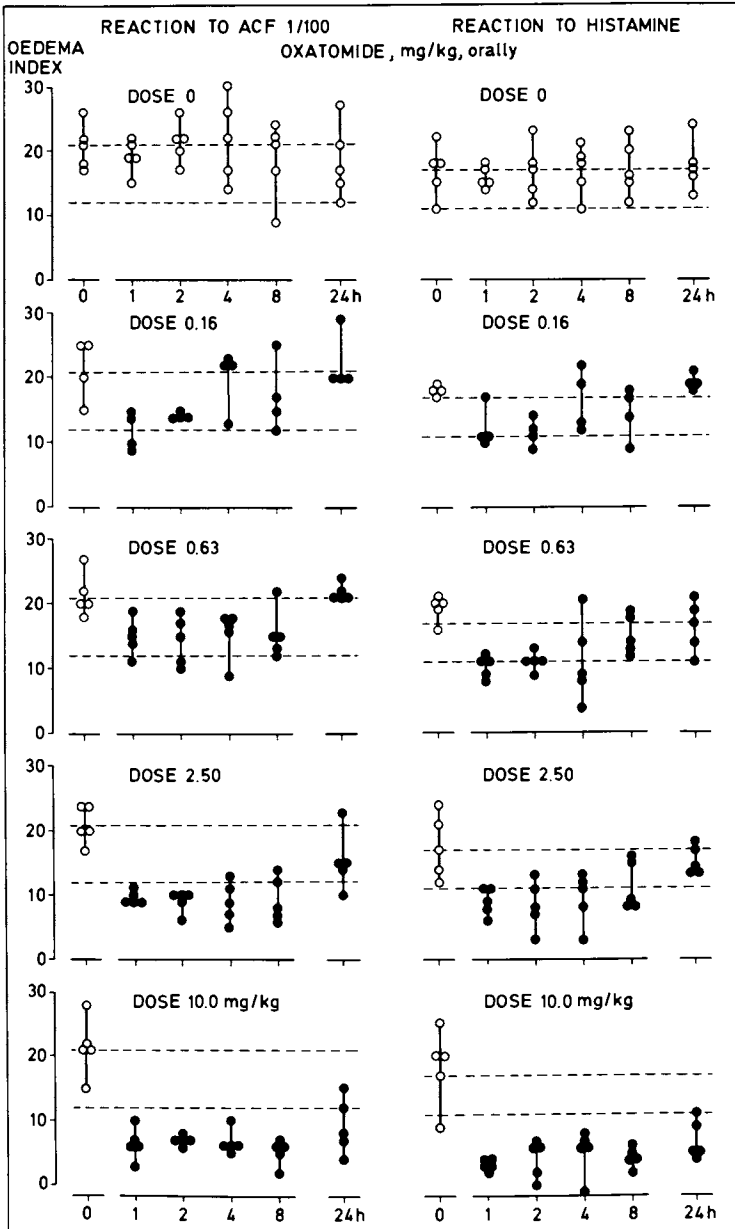 REACTION TO ACF 1/100 REACTION TO HISTAMINE
OEDEMA INDEX
OXATOMIDE, mg/kg, orally
DOSE 0 DOSE 0
30
20
10
0
0 1 2 4 8 24h 0 1 2 4 8 24h
DOSE 0.16 DOSE 0.16
30
20
10
0
DOSE 0.63 DOSE 0.63
30
20
10
0
DOSE 2.50 DOSE 2.50
30
20
10
0
DOSE 10.0 mg/kg DOSE 10.0 mg/kg
30
20
10
0
0 1 2 4 8 24h 0 1 2 4 8 24h